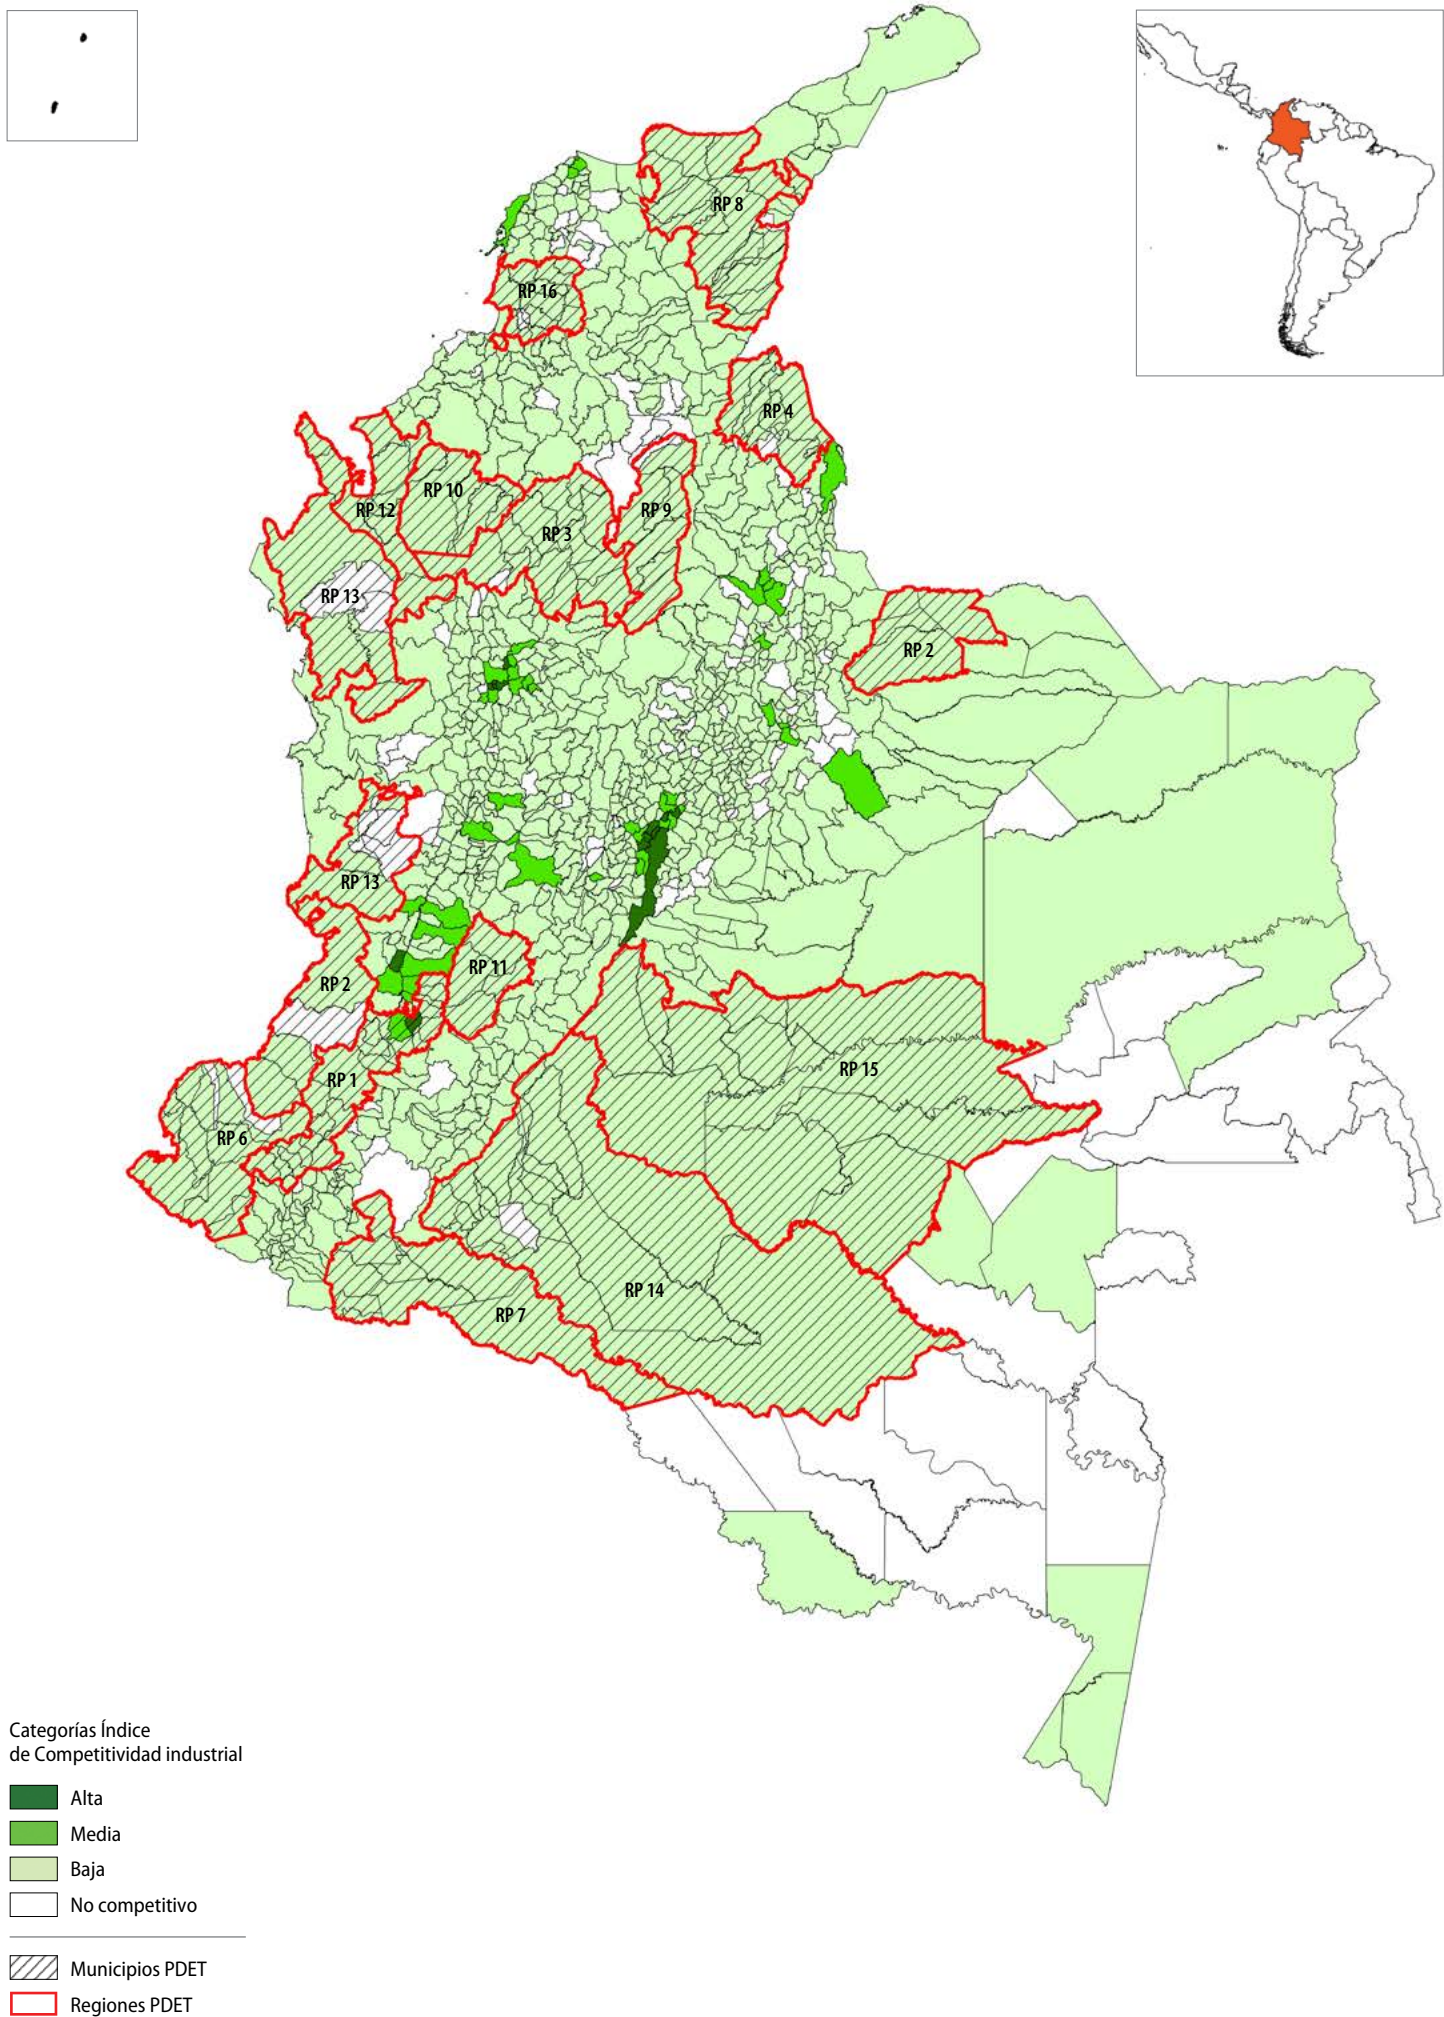 RP 8
RP 16
RP 4
RP 10
RP 12
RP 9
RP 3
RP 13
RP 2
RP 13
RP 11
RP 2
RP 15
RP 1
RP 6
RP 14
RP 7
Categorías Índice
de Competitividad industrial
Alta
Media
Baja
No competitivo
Municipios PDET
Regiones PDET